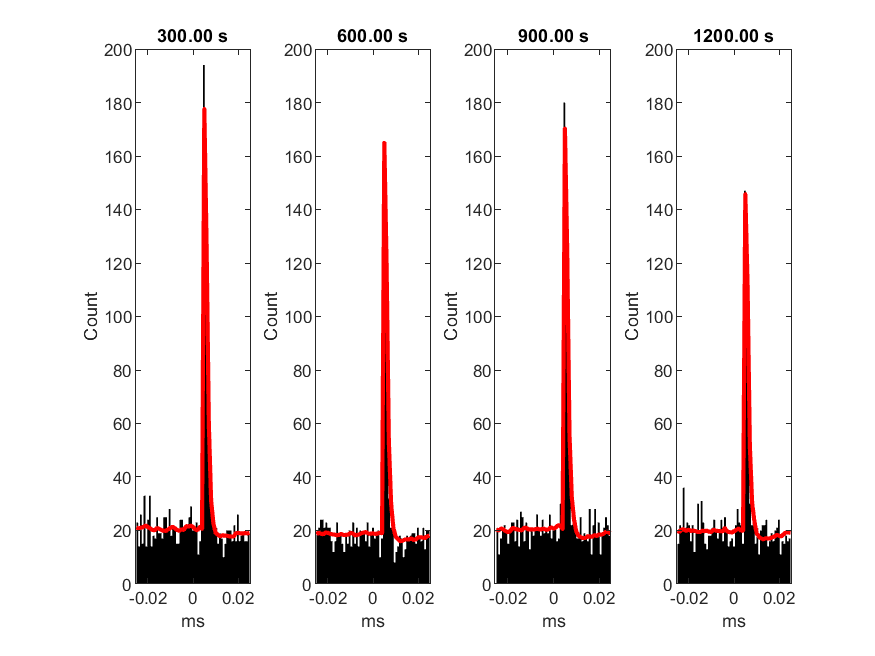 300.00 s
600.00 s
900.00 s
1200.00 s
200 200 200 200
180 180 180 180
160 160 160 160
140 140 140 140
120 120 120 120
100 100 100 100
80 80 80 80
60 60 60 60
40 40 40 40
20 20 20 20
0 0 0 0
Count Count Count Count
-0.02 0 0.02 -0.02 0 0.02 -0.02 0 0.02 -0.02 0 0.02
ms ms ms ms